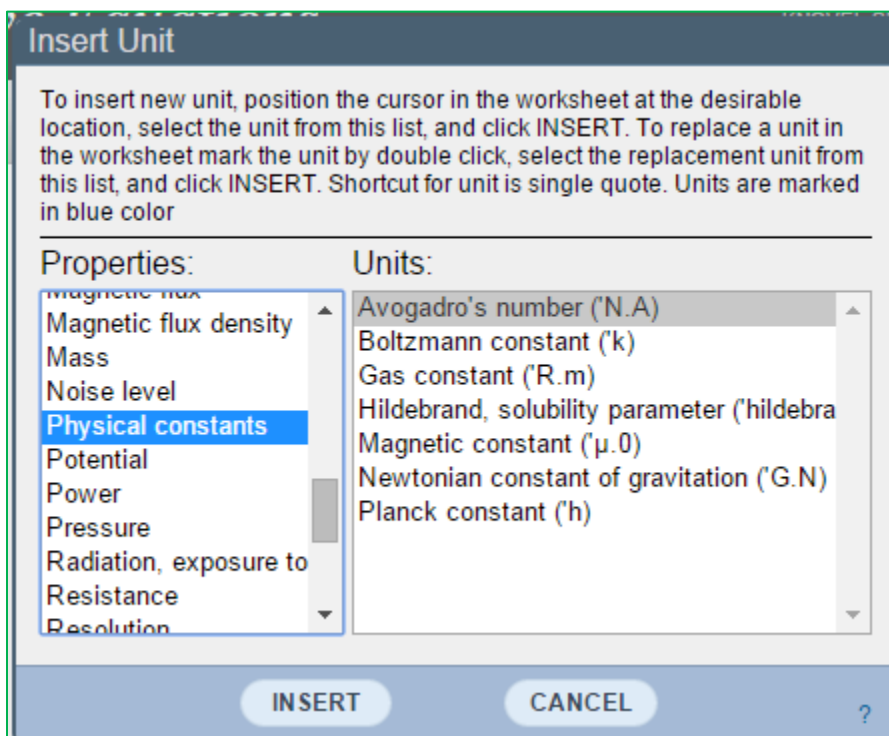 Insert Unit
To insert new unit, position the cursor in the worksheet at the desirable
location, select the unit from this list, and click INSERT. To replace a unit in
the worksheet mark the unit by double click, select the replacement unit from
this list, and click INSERT. Shortcut for unit is single quote. Units are marked
in blue color
Properties:
Magnetic flux
Magnetic flux density
Mass
Noise level
Physical constants
Potential
Power
Pressure
Radiation, exposure to
Resistance
Resolution
Units:
Avogadro's number ('N.A)
Boltzmann constant ('k)
Gas constant ('R.m)
Hildebrand, solubility parameter ('hildebra
Magnetic constant ('µ.0)
Newtonian constant of gravitation ('G.N)
Planck constant ('h)
INSERT
CANCEL
?